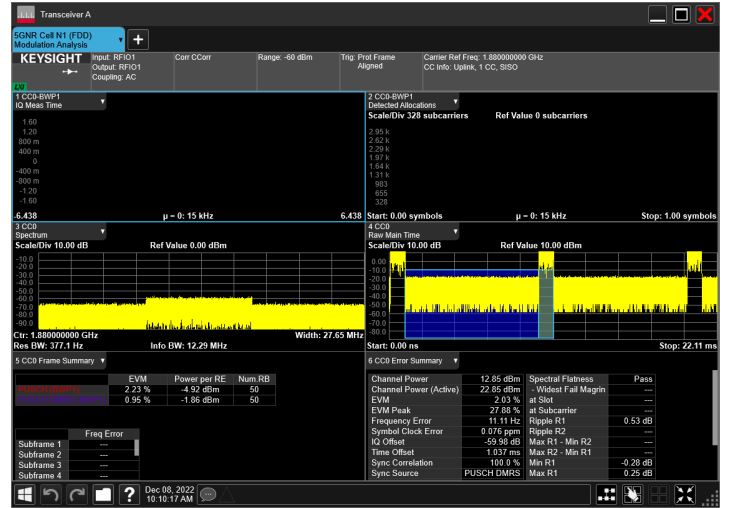 Transceiver A
5GNR Cell N1 (FDD)
Modulation Analysis
KEYSIGHT
Input: RFIO1
Output: RFIO1
Coupling: AC
Corr CCorr
Range: -60 dBm
Trig: Prot Frame
Aligned
Carrier Ref Freq: 1.880000000 GHz
CC Info: Uplink, 1 CC, SISO
LXI
1 CC0-BWP1
IQ Meas Time
1.60
1.20
800 m
400 m
0
-400 m
-800 m
-1.20
-1.60
-6.438 μ = 0: 15 kHz 6.438
2 CC0-BWP1
Detected Allocations
Scale/Div 328 subcarriers Ref Value 0 subcarriers
2.95 k
2.62 k
2.29 k
1.97 k
1.64 k
1.31 k
983
655
328
Start: 0.00 symbols μ = 0: 15 kHz Stop: 1.00 symbols
3 CC0
Spectrum
Scale/Div 10.00 dB Ref Value 0.00 dBm
-10.0
-20.0
-30.0
-40.0
-50.0
-60.0
-70.0
-80.0
-90.0
Ctr: 1.88000000 GHz Width: 27.65 MHz
Res BW: 377.1 Hz Info BW: 12.29 MHz
4 CC0
Raw Main Time
Scale/Div 10.00 dB Ref Value 10.00 dBm
0.00
-10.0
-20.0
-30.0
-40.0
-50.0
-60.0
-70.0
-80.0
Start: 0.00 ns Stop: 22.11 ms
5 CC0 Frame Summary
EVM Power per RE Num.RB
2.23 % -4.92 dBm 50
0.95 % -1.86 dBm 50
Freq Error
Subframe 1 ---
Subframe 2 ---
Subframe 3 ---
Subframe 4 ---
6 CC0 Error Summary
Channel Power 12.85 dBm Spectral Flatness Pass
Channel Power (Active) 22.85 dBm - Widest Fail Magrin ---
EVM 2.03 % at Slot ---
EVM Peak 27.88 % at Subcarrier ---
Frequency Error 11.11 Hz Ripple R1 0.53 dB
Symbol Clock Error 0.076 ppm Ripple R2 ---
IQ Offset -59.98 dB Max R1 - Min R2 ---
Time Offset 1.037 ms Max R2 - Min R1 ---
Sync Correlation 100.0 % Min R1 -0.28 dB
Sync Source PUSCH DMRS Max R1 0.25 dB
Dec 08, 2022
10:10:17 AM